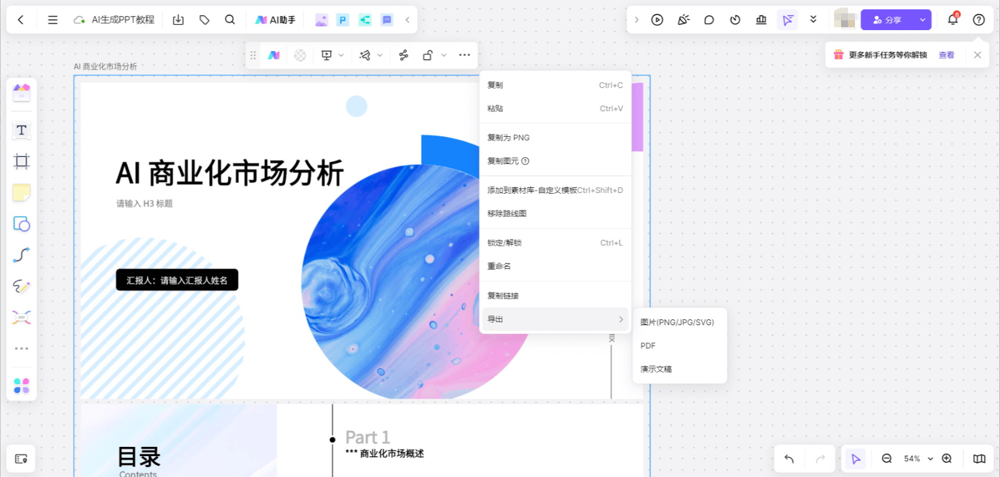 AI生成PPT教程
AI助手
P
分享
8
更多新手任务等你解锁 查看
AI 商业化市场分析
复制 Ctrl+C
粘贴 Ctrl+V
复制为 PNG
复制图元
添加到素材库-自定义模板Ctrl+Shift+D
移除路线图
锁定/解锁 Ctrl+L
重命名
复制链接
导出
图片(PNG/JPG/SVG)
PDF
演示文稿
T
AI 商业化市场分析
请输入 H3 标题
汇报人：请输入汇报人姓名
目录
Contents
Part 1
*** 商业化市场概述
54%